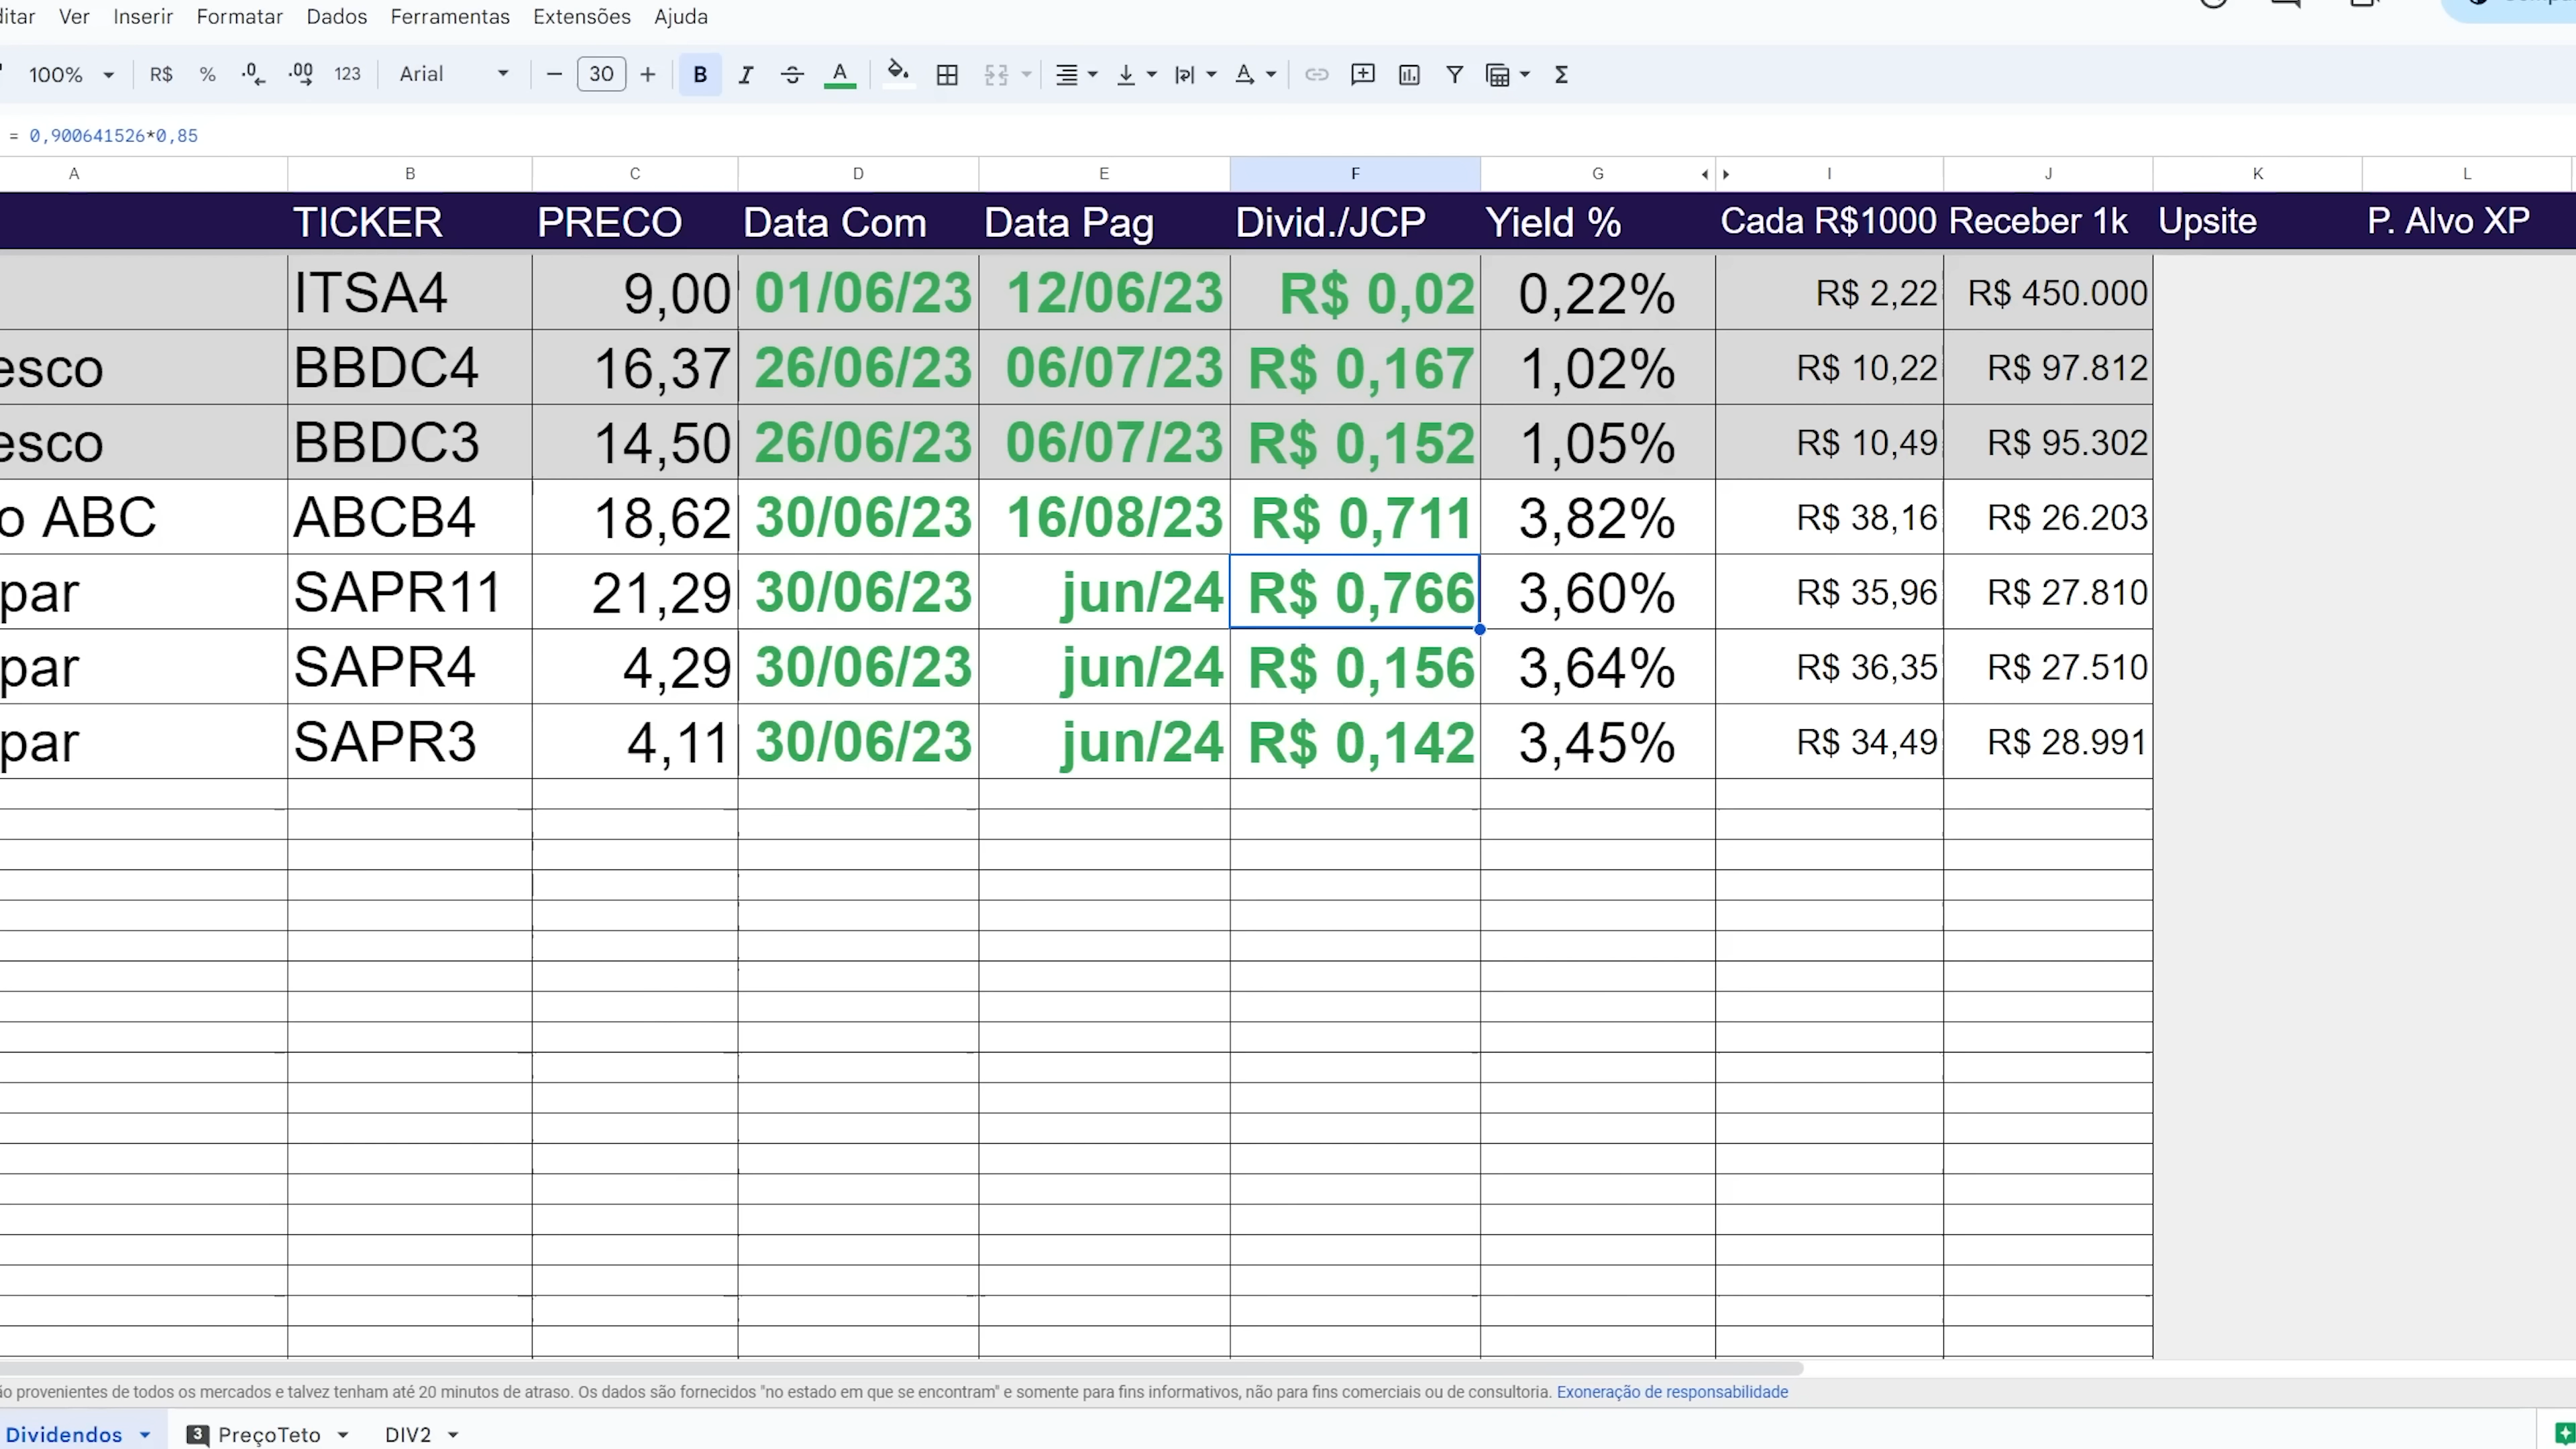 Ver Inserir Formatar Dados Ferramentas Extensões Ajuda
100% R$ % .0 .00 123 Arial − 30 + B I S A Σ
= 0,900641526*0,85
A B C D E F G I J K L
TICKER PRECO Data Com Data Pag Divid./JCP Yield % Cada R$1000 Receber 1k Upsite P. Alvo XP
ITSA4 9,00 01/06/23 12/06/23 R$ 0,02 0,22% R$ 2,22 R$ 450.000
esco BBDC4 16,37 26/06/23 06/07/23 R$ 0,167 1,02% R$ 10,22 R$ 97.812
esco BBDC3 14,50 26/06/23 06/07/23 R$ 0,152 1,05% R$ 10,49 R$ 95.302
o ABC ABCB4 18,62 30/06/23 16/08/23 R$ 0,711 3,82% R$ 38,16 R$ 26.203
par SAPR11 21,29 30/06/23 jun/24 R$ 0,766 3,60% R$ 35,96 R$ 27.810
par SAPR4 4,29 30/06/23 jun/24 R$ 0,156 3,64% R$ 36,35 R$ 27.510
par SAPR3 4,11 30/06/23 jun/24 R$ 0,142 3,45% R$ 34,49 R$ 28.991
provenientes de todos os mercados e talvez tenham até 20 minutos de atraso. Os dados são fornecidos "no estado em que se encontram" e somente para fins informativos, não para fins comerciais ou de consultoria. Exoneração de responsabilidade
Dividendos 3 PreçoTeto DIV2